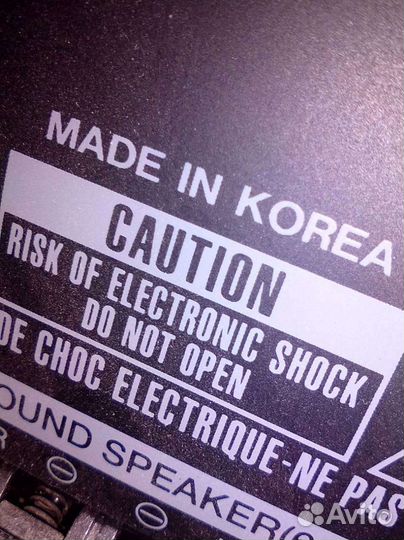 MADE IN KOREA
CAUTION
RISK OF ELECTRONIC SHOCK
DO NOT OPEN
DE CHOC ELECTRIQUE-NE PAS
OUND SPEAKER(
R
Avito